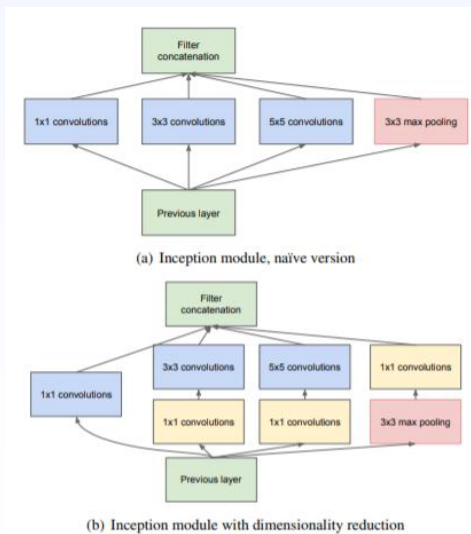 Filter
concatenation
1x1 convolutions
3x3 convolutions
5x5 convolutions
3x3 max pooling
Previous layer
(a) Inception module, naïve version
Filter
concatenation
3x3 convolutions
5x5 convolutions
1x1 convolutions
1x1 convolutions
1x1 convolutions
1x1 convolutions
3x3 max pooling
Previous layer
(b) Inception module with dimensionality reduction